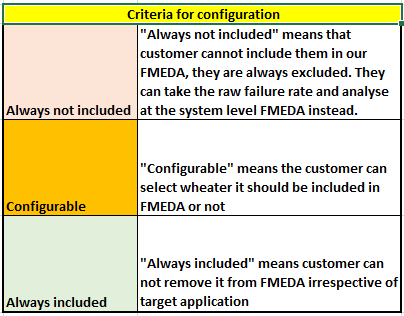 Criteria for configuration
"Always not included" means that
customer cannot include them in our
FMEDA, they are always excluded. They
can take the raw failure rate and analyse
Always not included at the system level FMEDA instead.
"Configurable" means the customer can
select wheater it should be included in
Configurable FMEDA or not
"Always included" means customer can
not remove it from FMEDA irrespective of
Always included target application